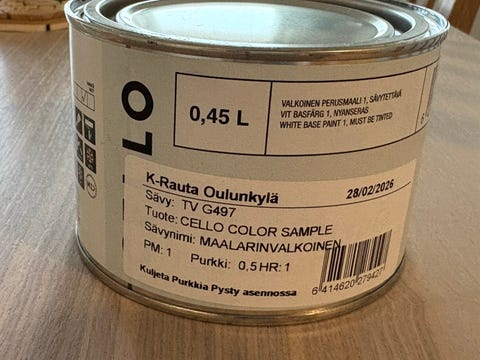 LO
0,45 L
VALKOINEN PERUSMAALI 1, SÄVYTETTÄVÄ
VIT BASFÄRG 1, NYANSERAS
WHITE BASE PAINT 1, MUST BE TINTED
K-Rauta Oulunkylä
28/02/2026
Sävy: TV G497
Tuote: CELLO COLOR SAMPLE
Sävynimi: MAALARINVALKOINEN
PM: 1 Purkki: 0,5 HR: 1
Kuljeta Purkkia Pysty asennossa
6 414620 279427